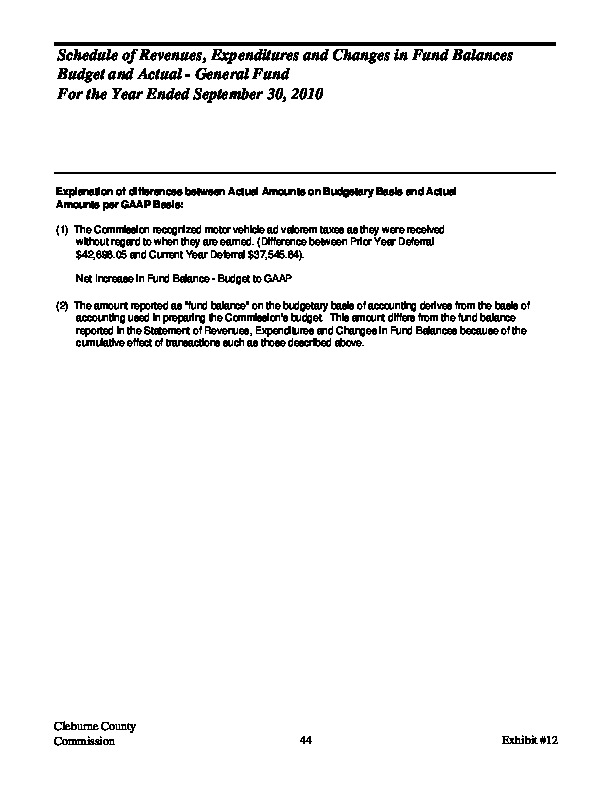 Schedule of Revenues, Expenditures and Changes in Fund Balances
Budget and Actual - General Fund
For the Year Ended September 30, 2010
Explanation of differences between Actual Amounts on Budgetary Basis and Actual
Amounts per GAAP Basis:
(1) The Commission recognized motor vehicle ad valorem taxes as they were received
without regard to when they are earned. (Difference between Prior Year Deferral
$42,698.05 and Current Year Deferral $37,545.64).
Net Increase in Fund Balance - Budget to GAAP
(2) The amount reported as "fund balance" on the budgetary basis of accounting derives from the basis of
accounting used in preparing the Commission's budget. This amount differs from the fund balance
reported in the Statement of Revenues, Expenditures and Changes in Fund Balances because of the
cumulative effect of transactions such as those described above.
Cleburne County
Commission 44 Exhibit #12